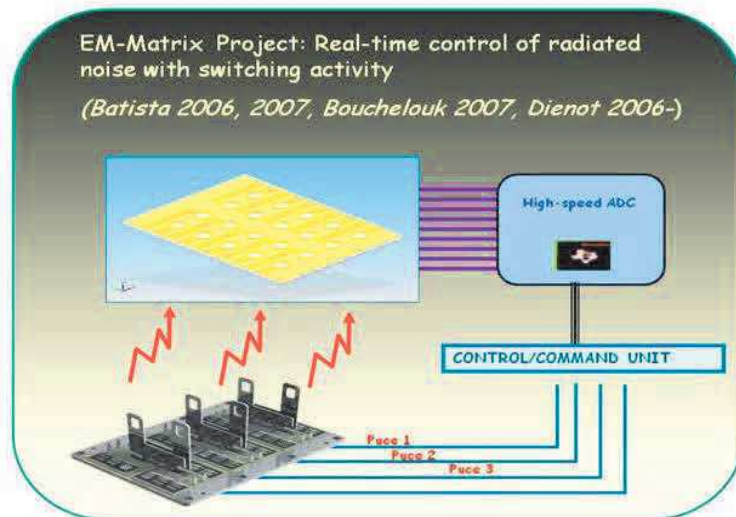 EM-Matrix Project: Real-time control of radiated
noise with switching activity
(Batista 2006, 2007, Bouchelouk 2007, Dienot 2006-)
High-speed ADC
CONTROL/COMMAND UNIT
Puce 1
Puce 2
Puce 3